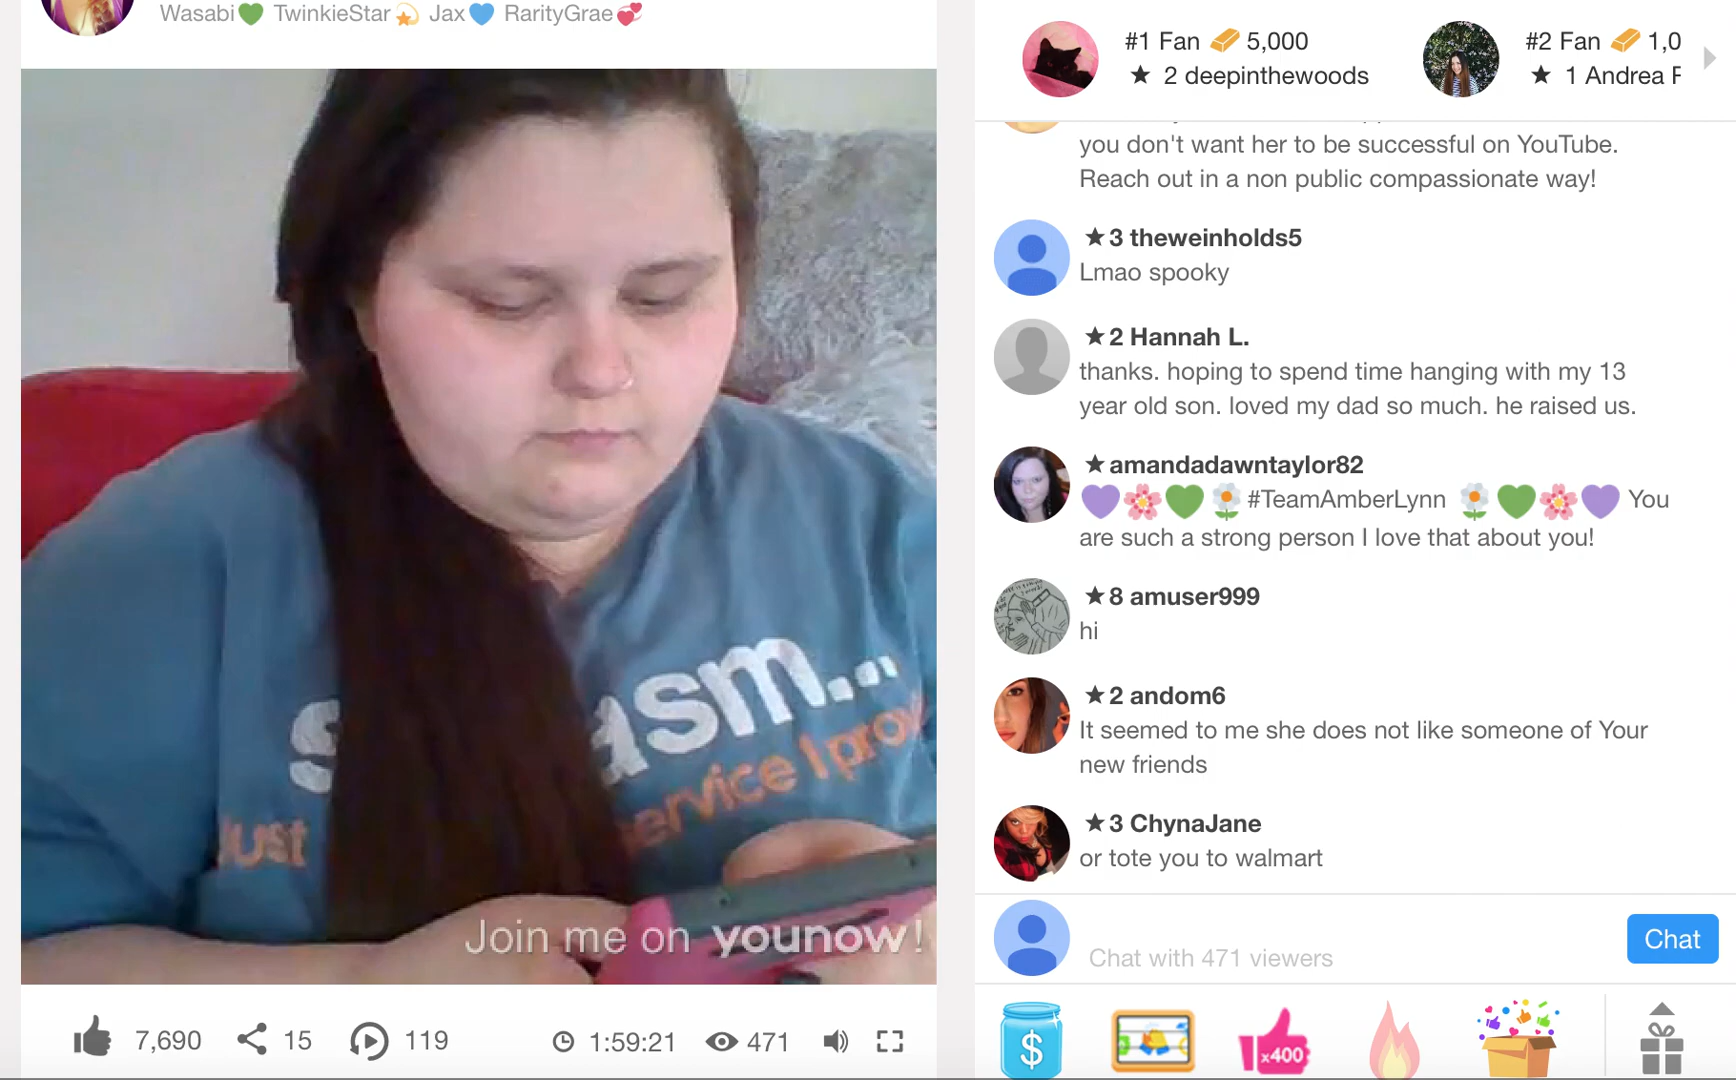 Wasabi💚 TwinkieStar💫 Jax💙 RarityGrae💞
#1 Fan 5,000
★ 2 deepinthewoods
#2 Fan 1,0
★ 1 Andrea F
you don't want her to be successful on YouTube.
Reach out in a non public compassionate way!
★3 theweinholds5
Lmao spooky
★2 Hannah L.
thanks. hoping to spend time hanging with my 13
year old son. loved my dad so much. he raised us.
★amandadawntaylor82
💜🌸💚🌼#TeamAmberLynn 🌼💚🌸💜 You
are such a strong person I love that about you!
★8 amuser999
hi
★2 andom6
It seemed to me she does not like someone of Your
new friends
★3 ChynaJane
or tote you to walmart
Chat with 471 viewers
Chat
$
x400
S asm...
Just ervice I prov
Join me on younow!
7,690 15 119 1:59:21 471